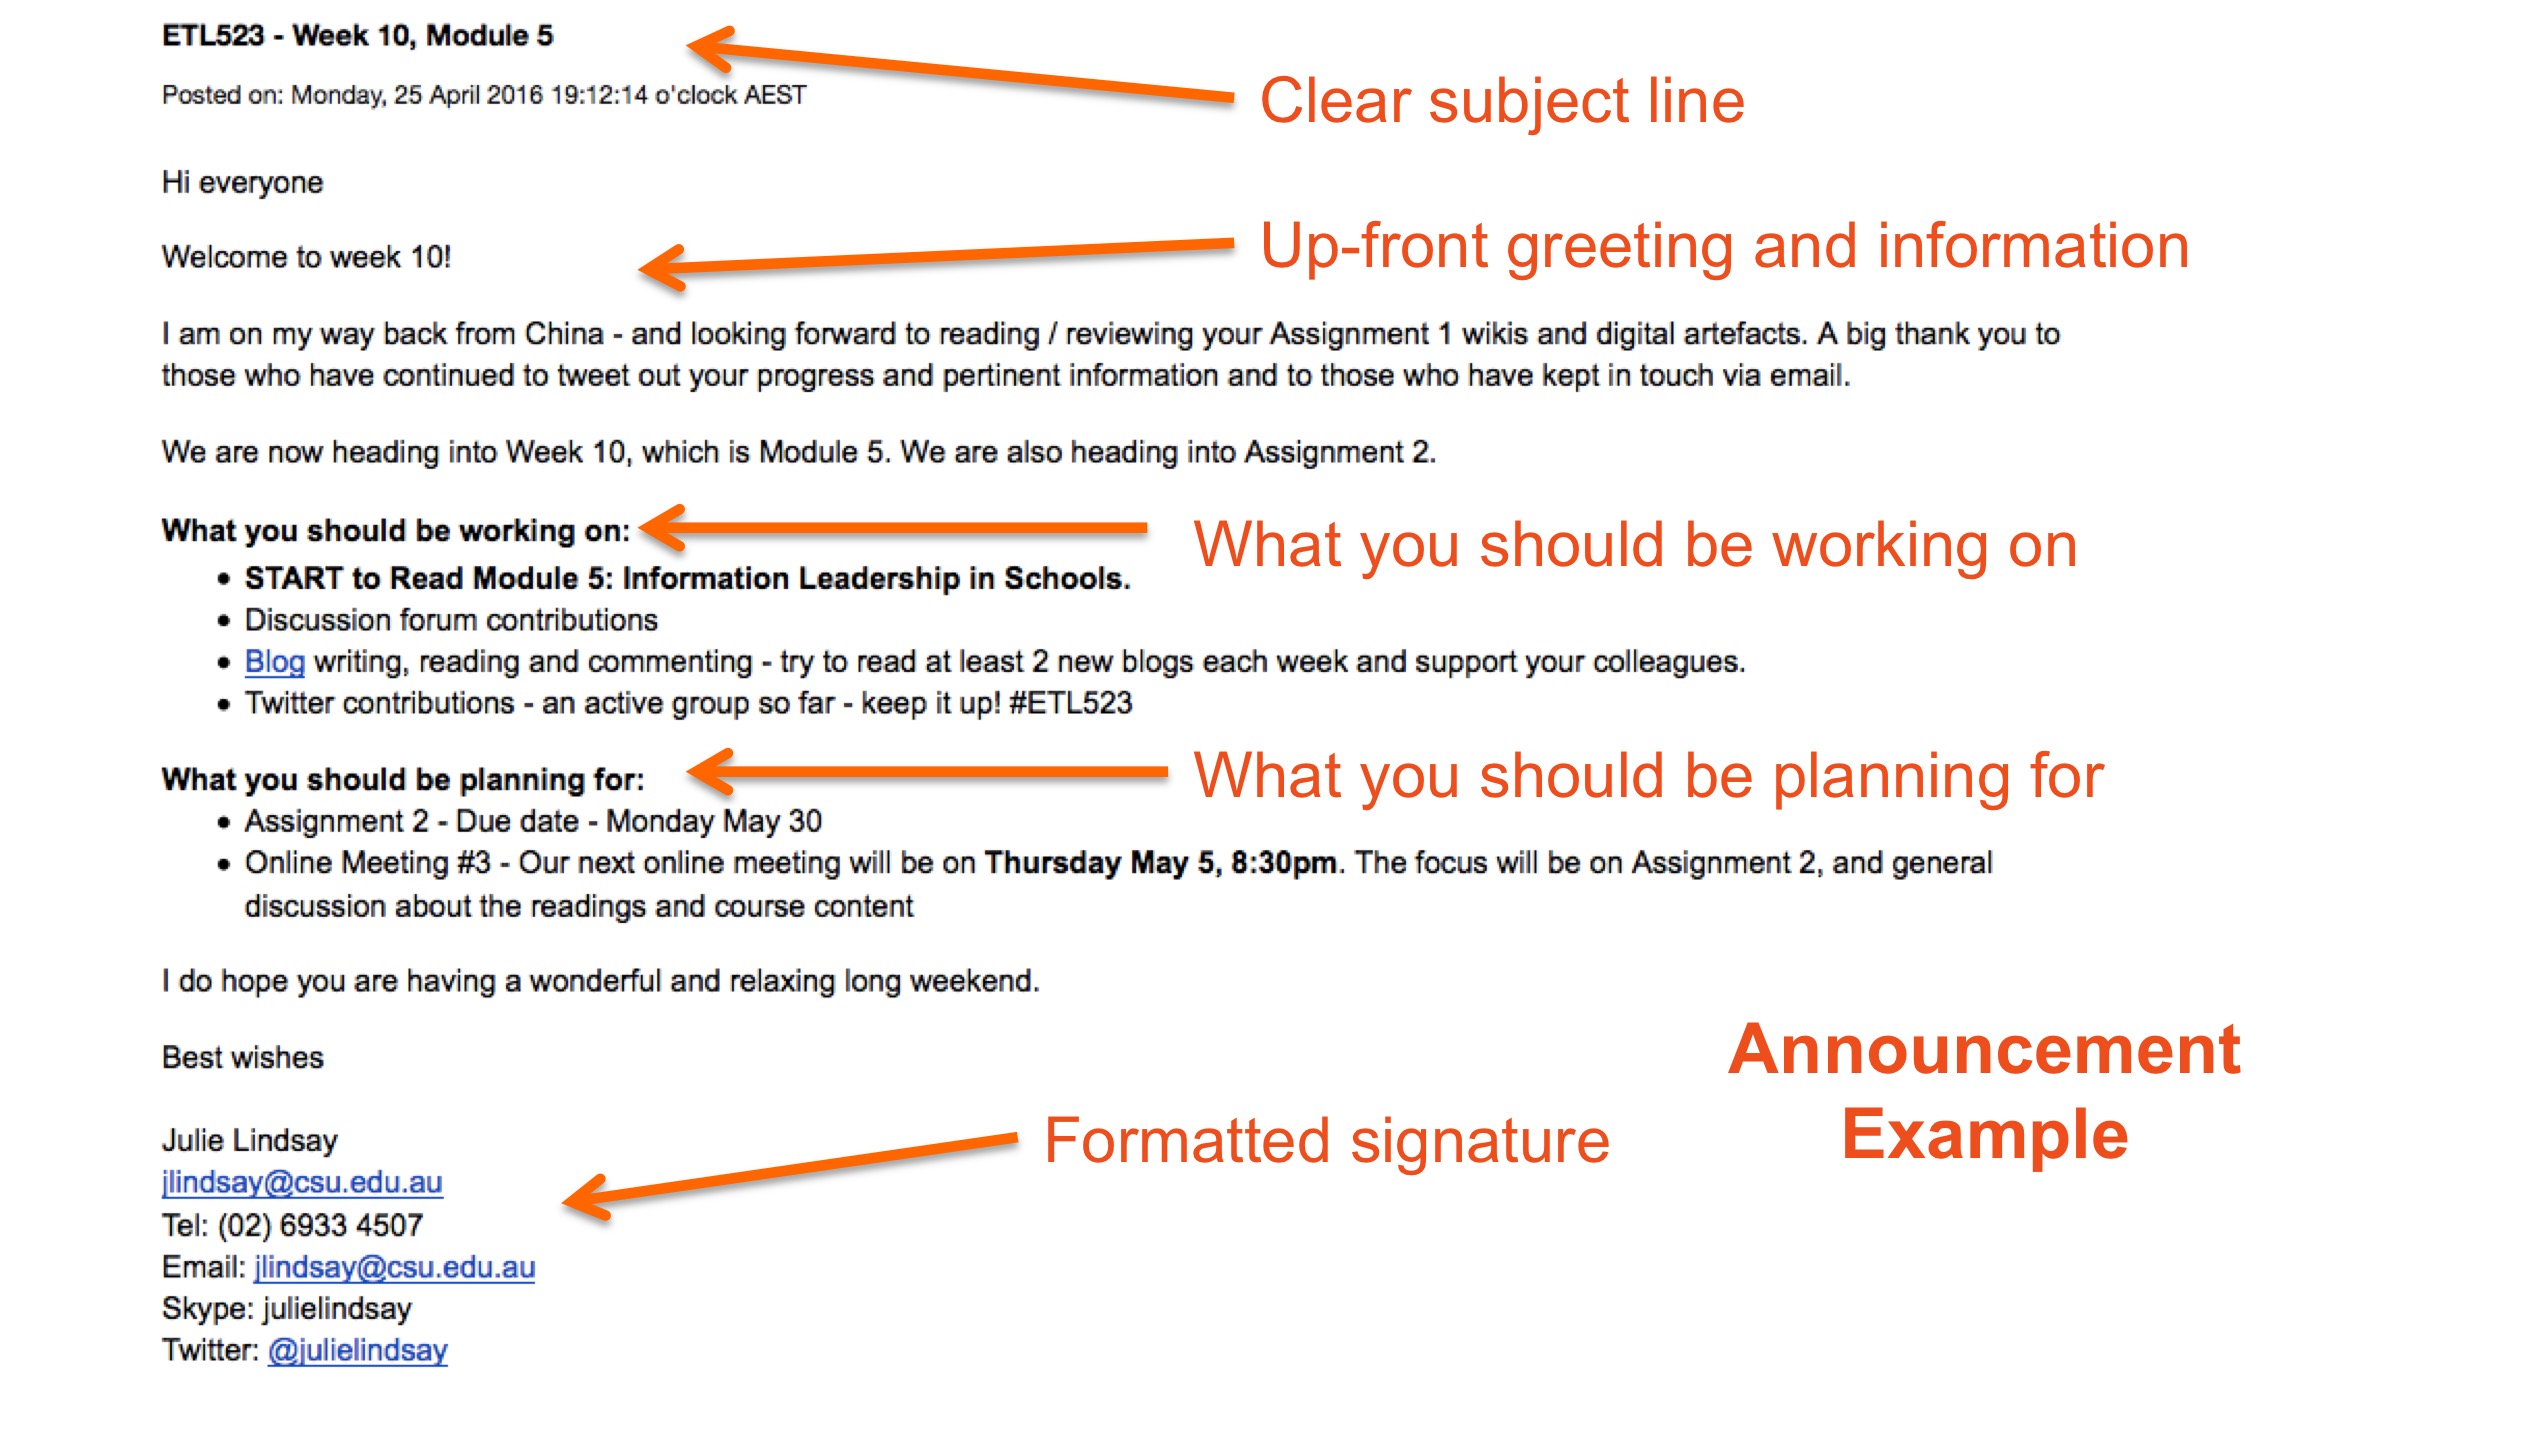 ETL523 - Week 10, Module 5
Posted on: Monday, 25 April 2016 19:12:14 o'clock AEST
Clear subject line
Hi everyone
Up-front greeting and information
Welcome to week 10!
I am on my way back from China - and looking forward to reading / reviewing your Assignment 1 wikis and digital artefacts. A big thank you to
those who have continued to tweet out your progress and pertinent information and to those who have kept in touch via email.
We are now heading into Week 10, which is Module 5. We are also heading into Assignment 2.
What you should be working on:
What you should be working on
• START to Read Module 5: Information Leadership in Schools.
• Discussion forum contributions
• Blog writing, reading and commenting - try to read at least 2 new blogs each week and support your colleagues.
• Twitter contributions - an active group so far - keep it up! #ETL523
What you should be planning for:
What you should be planning for
• Assignment 2 - Due date - Monday May 30
• Online Meeting #3 - Our next online meeting will be on Thursday May 5, 8:30pm. The focus will be on Assignment 2, and general
discussion about the readings and course content
I do hope you are having a wonderful and relaxing long weekend.
Best wishes
Announcement
Example
Julie Lindsay
Formatted signature
jlindsay@csu.edu.au
Tel: (02) 6933 4507
Email: jlindsay@csu.edu.au
Skype: julielindsay
Twitter: @julielindsay